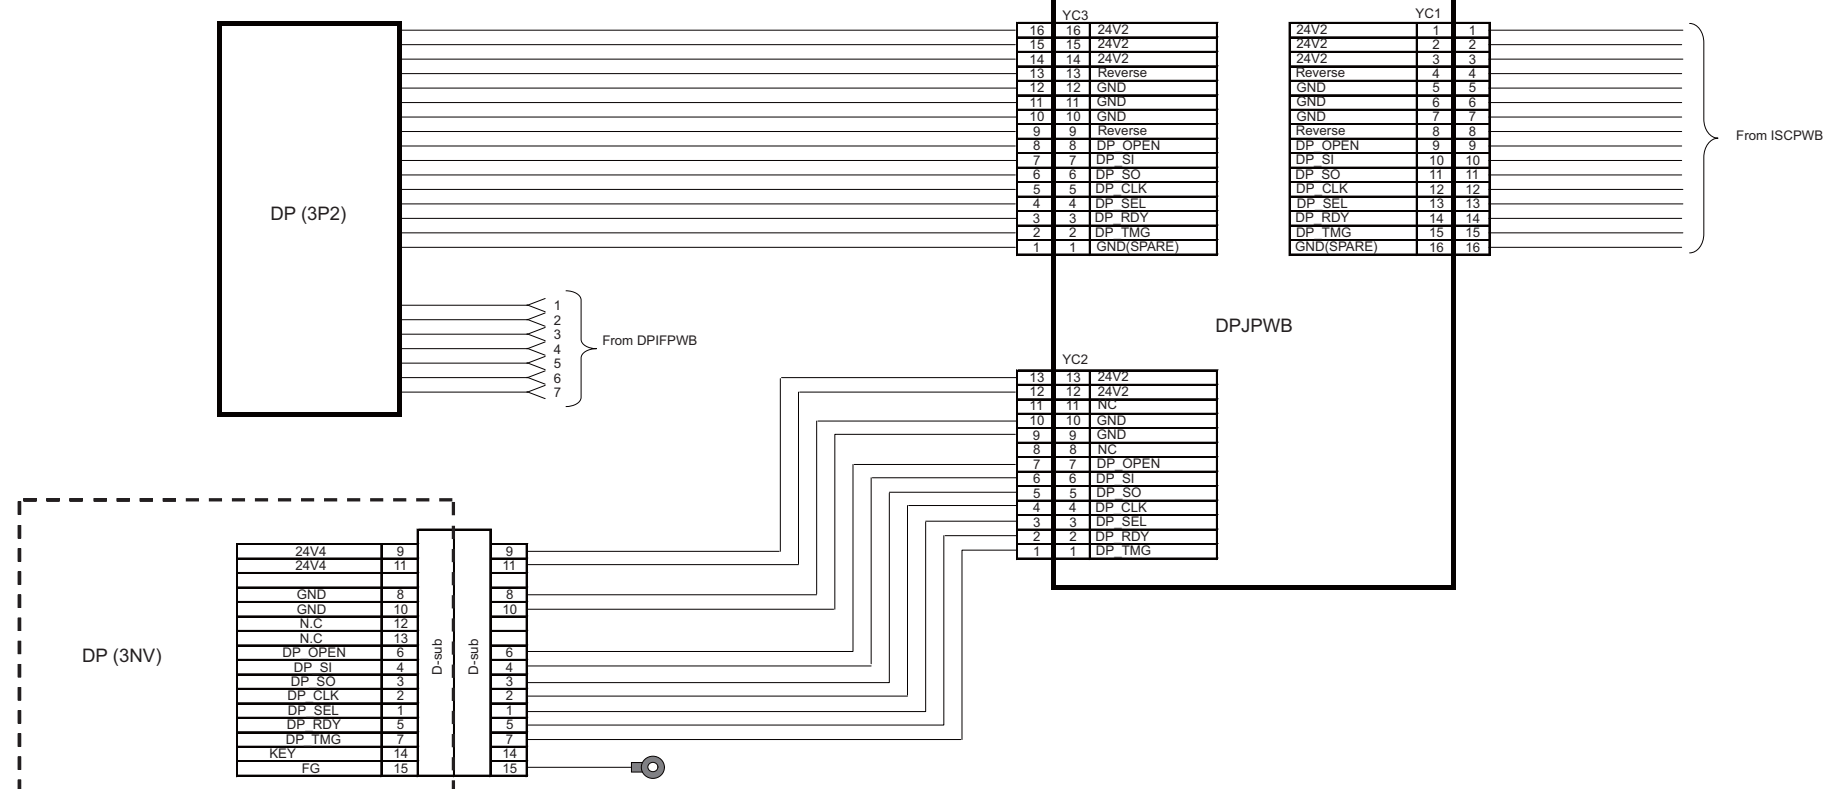 YC3
16 16 24V2
15 15 24V2
14 14 24V2
13 13 Reverse
12 12 GND
11 11 GND
10 10 GND
9 9 Reverse
8 8 DP_OPEN
7 7 DP_SI
6 6 DP_SO
5 5 DP_CLK
4 4 DP_SEL
3 3 DP_RDY
2 2 DP_TMG
1 1 GND(SPARE)
YC1
24V2 1 1
24V2 2 2
24V2 3 3
Reverse 4 4
GND 5 5
GND 6 6
GND 7 7
Reverse 8 8
DP_OPEN 9 9
DP_SI 10 10
DP_SO 11 11
DP_CLK 12 12
DP_SEL 13 13
DP_RDY 14 14
DP_TMG 15 15
GND(SPARE) 16 16
From ISCPWB
DP (3P2)
1
2
3
4
5
6
7
From DPIFPWB
DPJPWB
YC2
13 13 24V2
12 12 24V2
11 11 NC
10 10 GND
9 9 GND
8 8 NC
7 7 DP_OPEN
6 6 DP_SI
5 5 DP_SO
4 4 DP_CLK
3 3 DP_SEL
2 2 DP_RDY
1 1 DP_TMG
DP (3NV)
24V4 9 9
24V4 11 11
GND 8 8
GND 10 10
N.C 12
N.C 13
DP_OPEN 6 6
DP_SI 4 4
DP_SO 3 3
DP_CLK 2 2
DP_SEL 1 1
DP_RDY 5 5
DP_TMG 7 7
KEY 14 14
FG 15 15
D-sub
D-sub